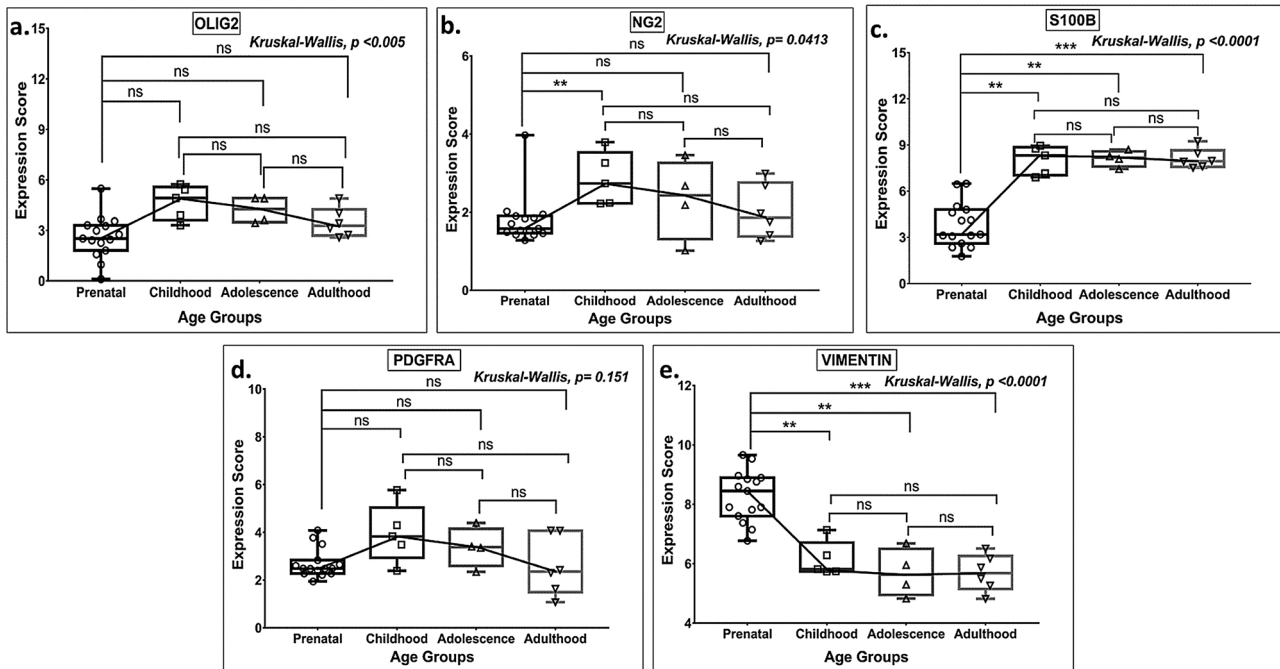 a.
OLIG2
Kruskal-Wallis, p <0.005
ns
ns
ns
ns
ns
ns
Expression Score
15
12
9
6
3
0
Prenatal Childhood Adolescence Adulthood
Age Groups
b.
NG2
Kruskal-Wallis, p= 0.0413
ns
ns
**
ns
ns
ns
Expression Score
6
4
2
0
Prenatal Childhood Adolescence Adulthood
Age Groups
c.
S100B
Kruskal-Wallis, p <0.0001
***
**
**
ns
ns
ns
Expression Score
15
12
9
6
3
0
Prenatal Childhood Adolescence Adulthood
Age Groups
d.
PDGFRA
Kruskal-Wallis, p= 0.151
ns
ns
ns
ns
ns
ns
Expression Score
10
8
6
4
2
0
Prenatal Childhood Adolescence Adulthood
Age Groups
e.
VIMENTIN
Kruskal-Wallis, p <0.0001
***
**
**
ns
ns
ns
Expression Score
12
10
8
6
4
Prenatal Childhood Adolescence Adulthood
Age Groups